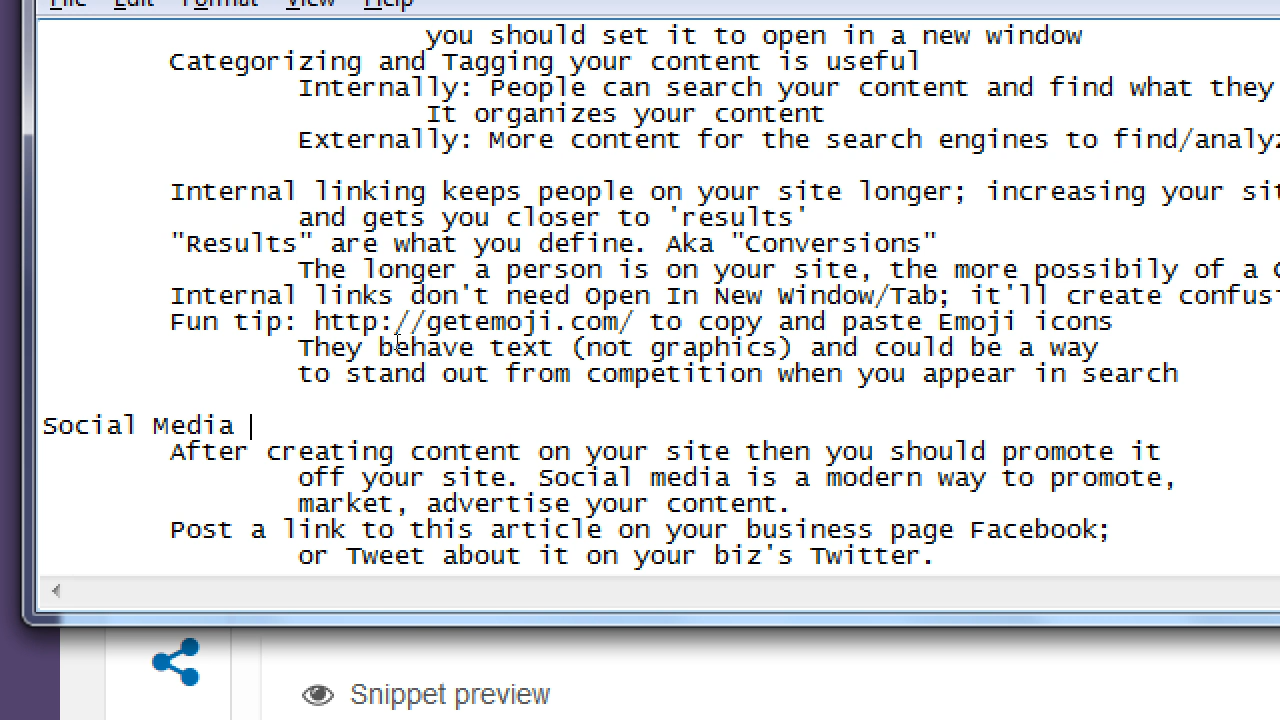 File Edit Format View Help
you should set it to open in a new window
Categorizing and Tagging your content is useful
Internally: People can search your content and find what they
It organizes your content
Externally: More content for the search engines to
Internal linking keeps people on your site longer; increasing your
and gets you closer to 'results'
"Results" are what you define. Aka "Conversions"
The longer a person is on your site, the more possibily of a
Internal links don't need Open In New Window/Tab; it'll create
Fun tip: http://getemoji.com/ to copy and paste Emoji icons
They behave text (not graphics) and could be a way
to stand out from competition when you appear in search
Social Media
After creating content on your site then you should promote it
off your site. Social media is a modern way to promote,
market, advertise your content.
Post a link to this article on your business page Facebook;
or Tweet about it on your biz's Twitter.
Snippet preview